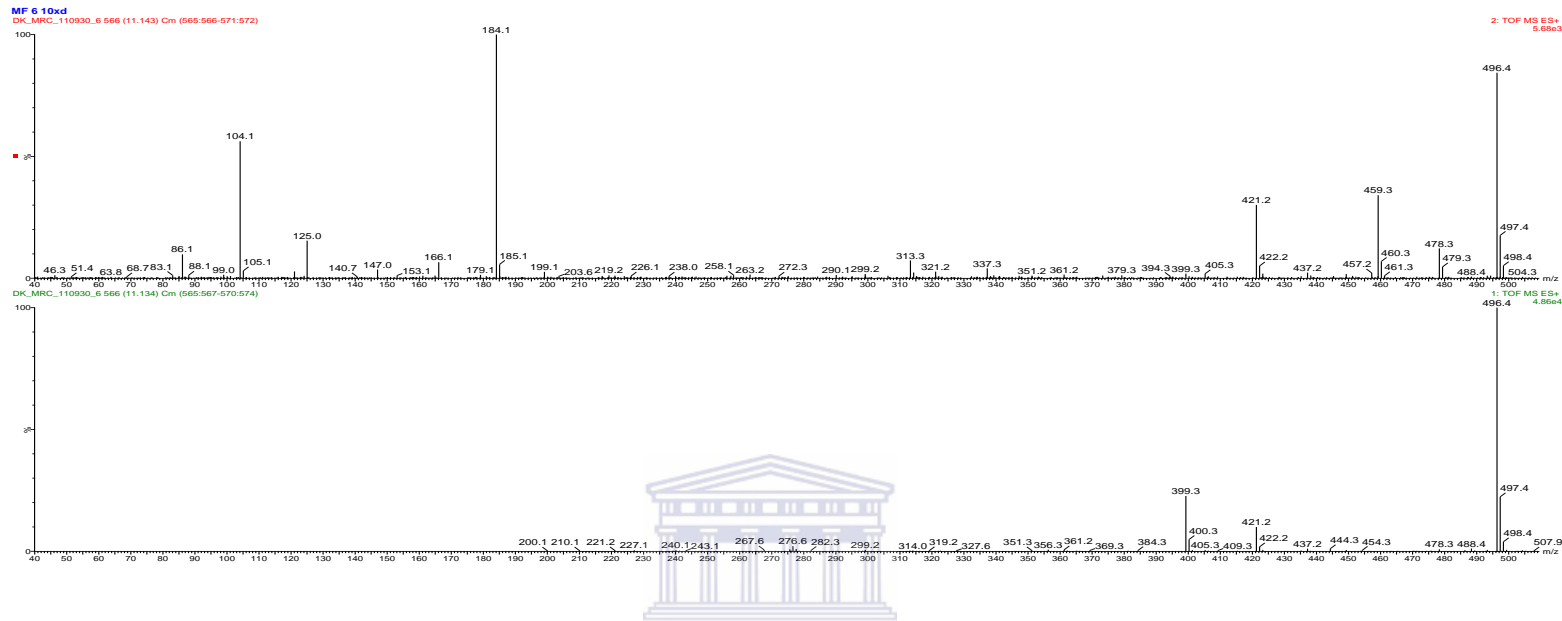 MF 6 10xd
DK_MRC_110930_6 566 (11.143) Cm (565:566-571:572)
2: TOF MS ES+
5.68e3
100
%
0
184.1
496.4
104.1
459.3
421.2
125.0
497.4
478.3
86.1
313.3
460.3
166.1
185.1
105.1
422.2
479.3
498.4
337.3
405.3
457.2
461.3
46.3 51.4 63.8 68.7 83.1 88.1 99.0 140.7 147.0 153.1 179.1 199.1 203.6 219.2 226.1 238.0 258.1 263.2 272.3 290.1 299.2 321.2 351.2 361.2 379.3 394.3 399.3 437.2 488.4 504.3
m/z
40 50 60 70 80 90 100 110 120 130 140 150 160 170 180 190 200 210 220 230 240 250 260 270 280 290 300 310 320 330 340 350 360 370 380 390 400 410 420 430 440 450 460 470 480 490 500
DK_MRC_110930_6 566 (11.134) Cm (565:567-570:574)
1: TOF MS ES+
4.86e4
100
%
0
496.4
399.3
497.4
421.2
400.3
498.4
200.1 210.1 221.2 227.1 240.1 243.1 267.6 276.6 282.3 299.2 314.0 319.2 327.6 351.3 356.3 361.2 369.3 384.3 405.3 409.3 422.2 437.2 444.3 454.3 478.3 488.4 507.9
m/z
40 50 60 70 80 90 100 110 120 130 140 150 160 170 180 190 200 210 220 230 240 250 260 270 280 290 300 310 320 330 340 350 360 370 380 390 400 410 420 430 440 450 460 470 480 490 500